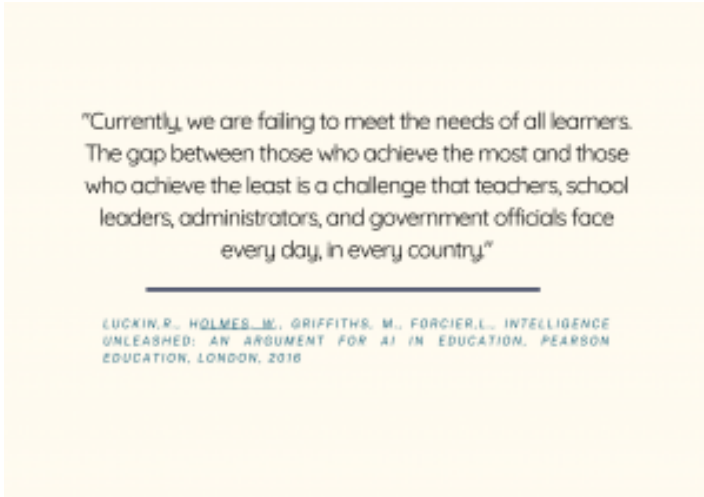 "Currently, we are failing to meet the needs of all learners.
The gap between those who achieve the most and those
who achieve the least is a challenge that teachers, school
leaders, administrators, and government officials face
every day, in every country."
LUCKIN,R., HOLMES, W., GRIFFITHS, M., FORCIER,L., INTELLIGENCE
UNLEASHED: AN ARGUMENT FOR AI IN EDUCATION, PEARSON
EDUCATION, LONDON, 2016